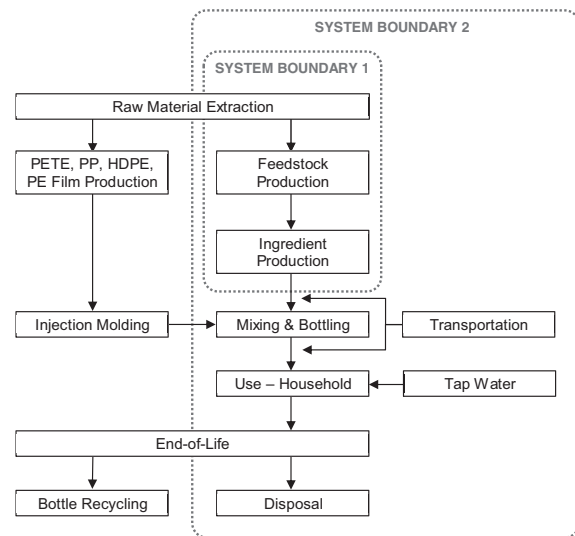 SYSTEM BOUNDARY 2
SYSTEM BOUNDARY 1
Raw Material Extraction
PETE, PP, HDPE,
PE Film Production
Feedstock
Production
Ingredient
Production
Injection Molding
Mixing & Bottling
Transportation
Use – Household
Tap Water
End-of-Life
Bottle Recycling
Disposal